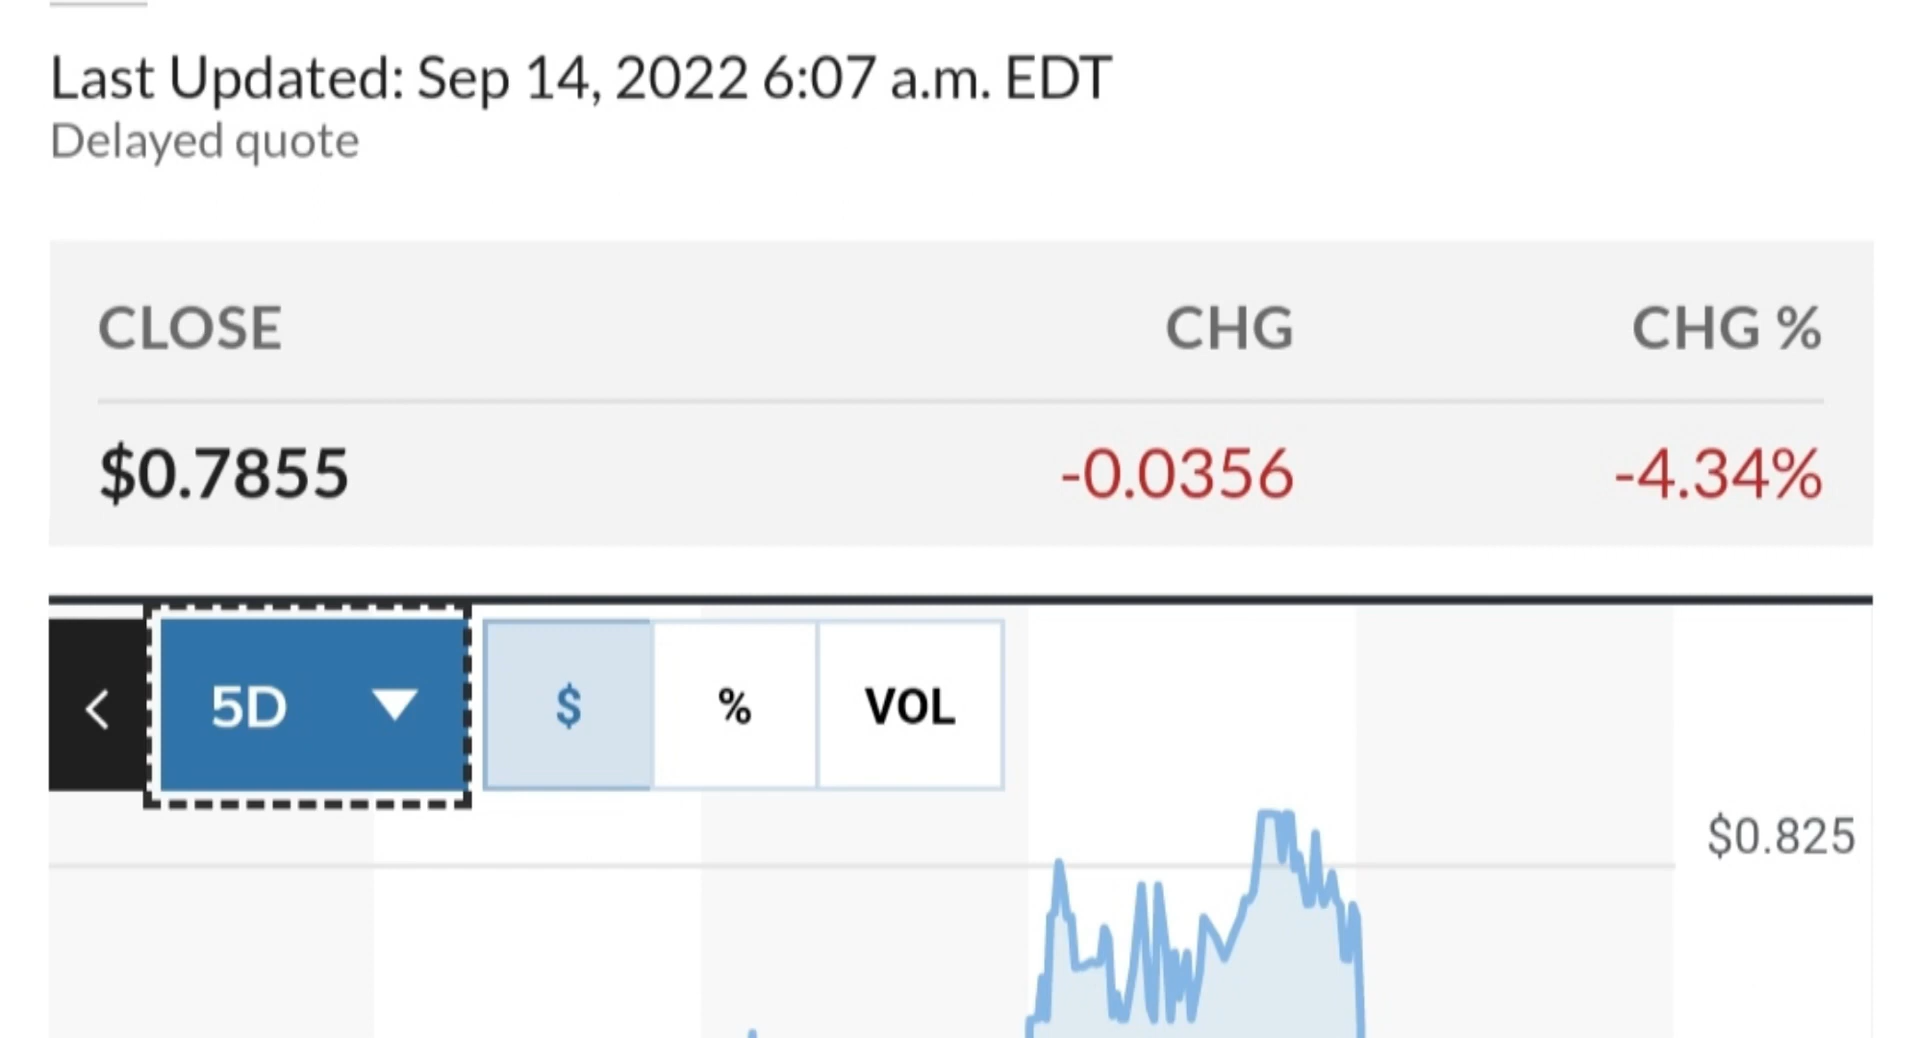 Last Updated: Sep 14, 2022 6:07 a.m. EDT
Delayed quote
CLOSE CHG CHG %
$0.7855 -0.0356 -4.34%
5D $ % VOL
$0.825